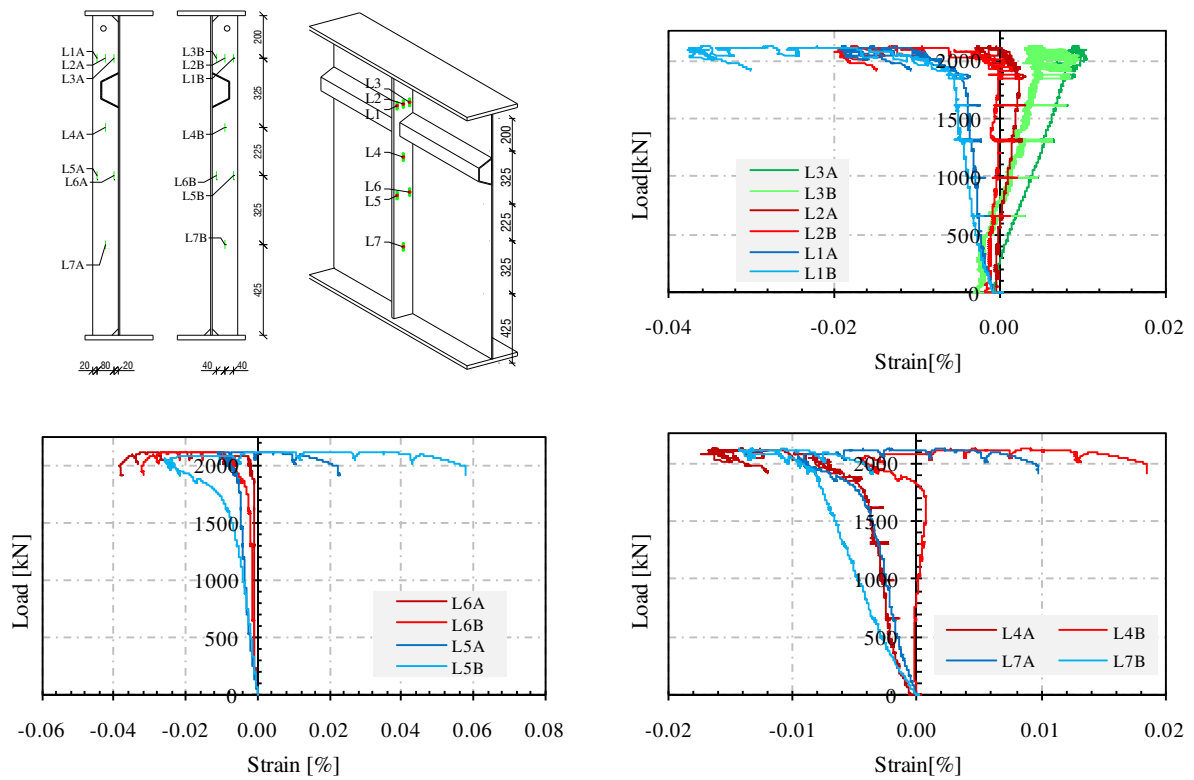 L1A
L2A
L3A
L4A
L5A
L6A
L7A
L3B
L2B
L1B
L4B
L6B
L5B
L7B
200
325
225
325
425
20 80 20
40 40
L3
L2
L1
L4
L6
L5
L7
200
325
225
325
425
Load[kN]
2000
1500
1000
500
0
L3A
L3B
L2A
L2B
L1A
L1B
-0.04 -0.02 0.00 0.02
Strain[%]
Load [kN]
2000
1500
1000
500
0
L6A
L6B
L5A
L5B
-0.06 -0.04 -0.02 0.00 0.02 0.04 0.06 0.08
Strain [%]
Load [kN]
2000
1500
1000
500
0
L4A L4B
L7A L7B
-0.02 -0.01 0.00 0.01 0.02
Strain[%]